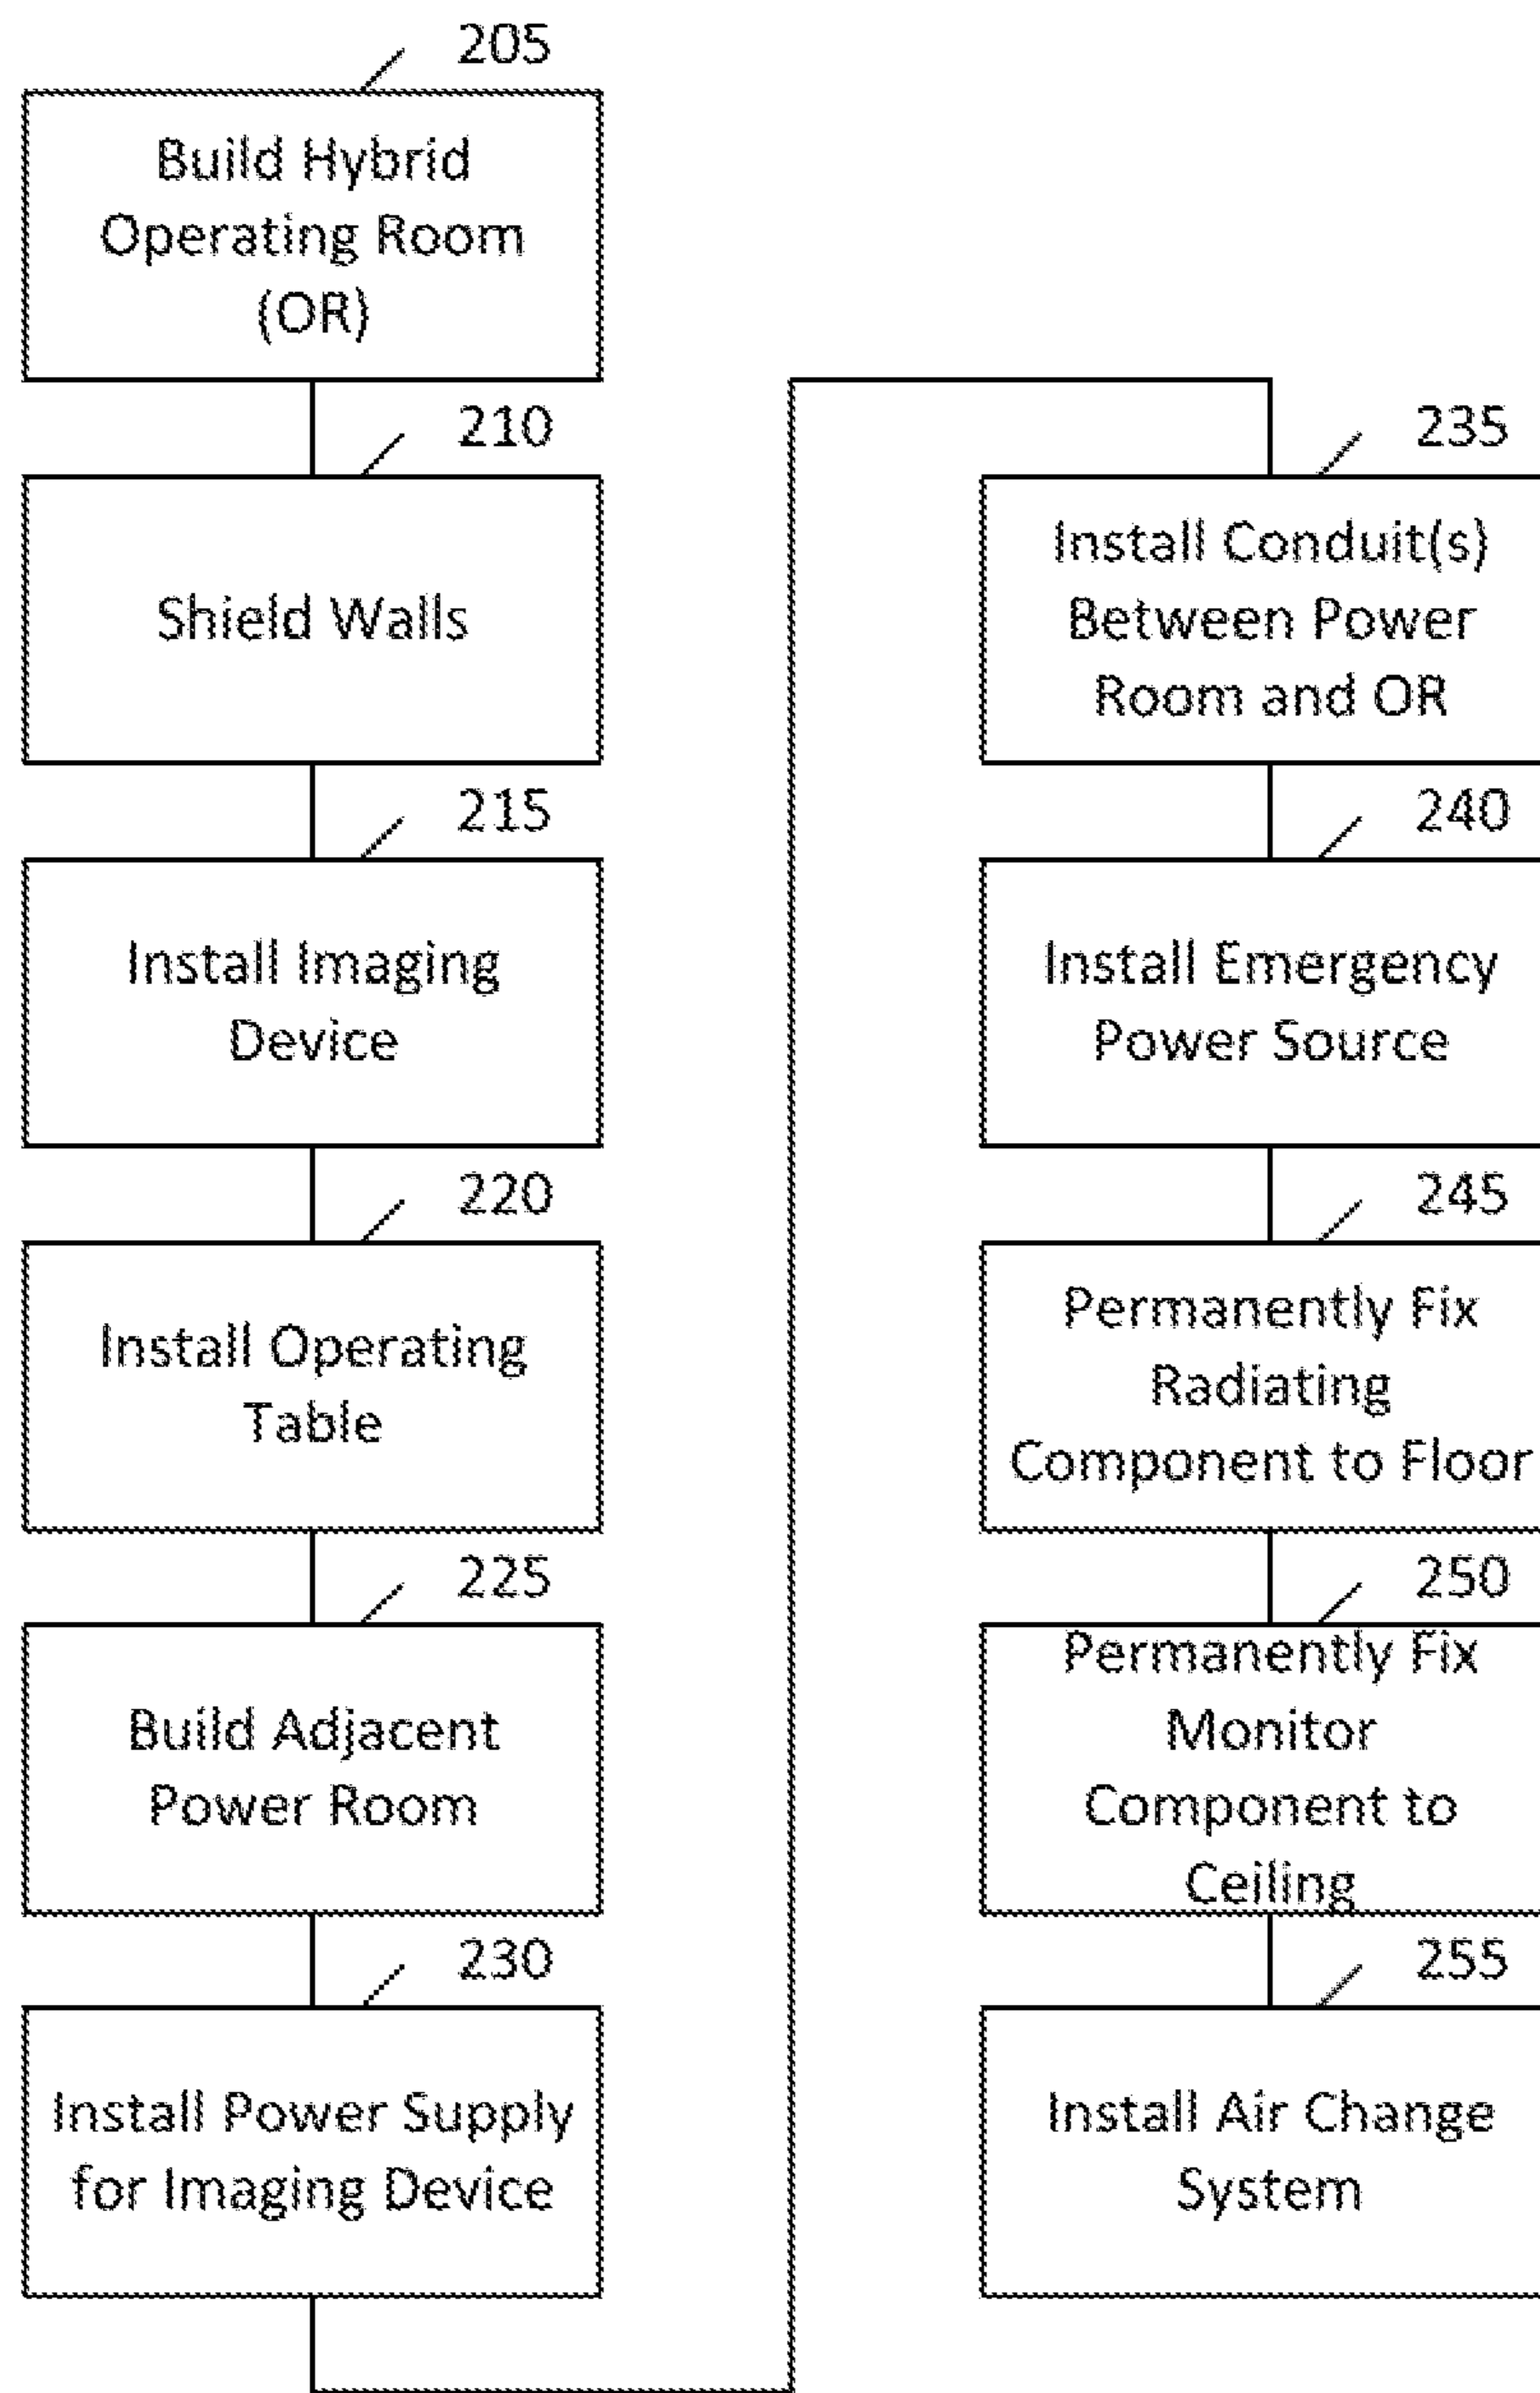 205
Build Hybrid
Operating Room
(OR)
210
Shield Walls
215
Install Imaging
Device
220
Install Operating
Table
225
Build Adjacent
Power Room
230
Install Power Supply
for Imaging Device
235
Install Conduit(s)
Between Power
Room and OR
240
Install Emergency
Power Source
245
Permanently Fix
Radiating
Component to Floor
250
Permanently Fix
Monitor
Component to
Ceiling
255
Install Air Change
System